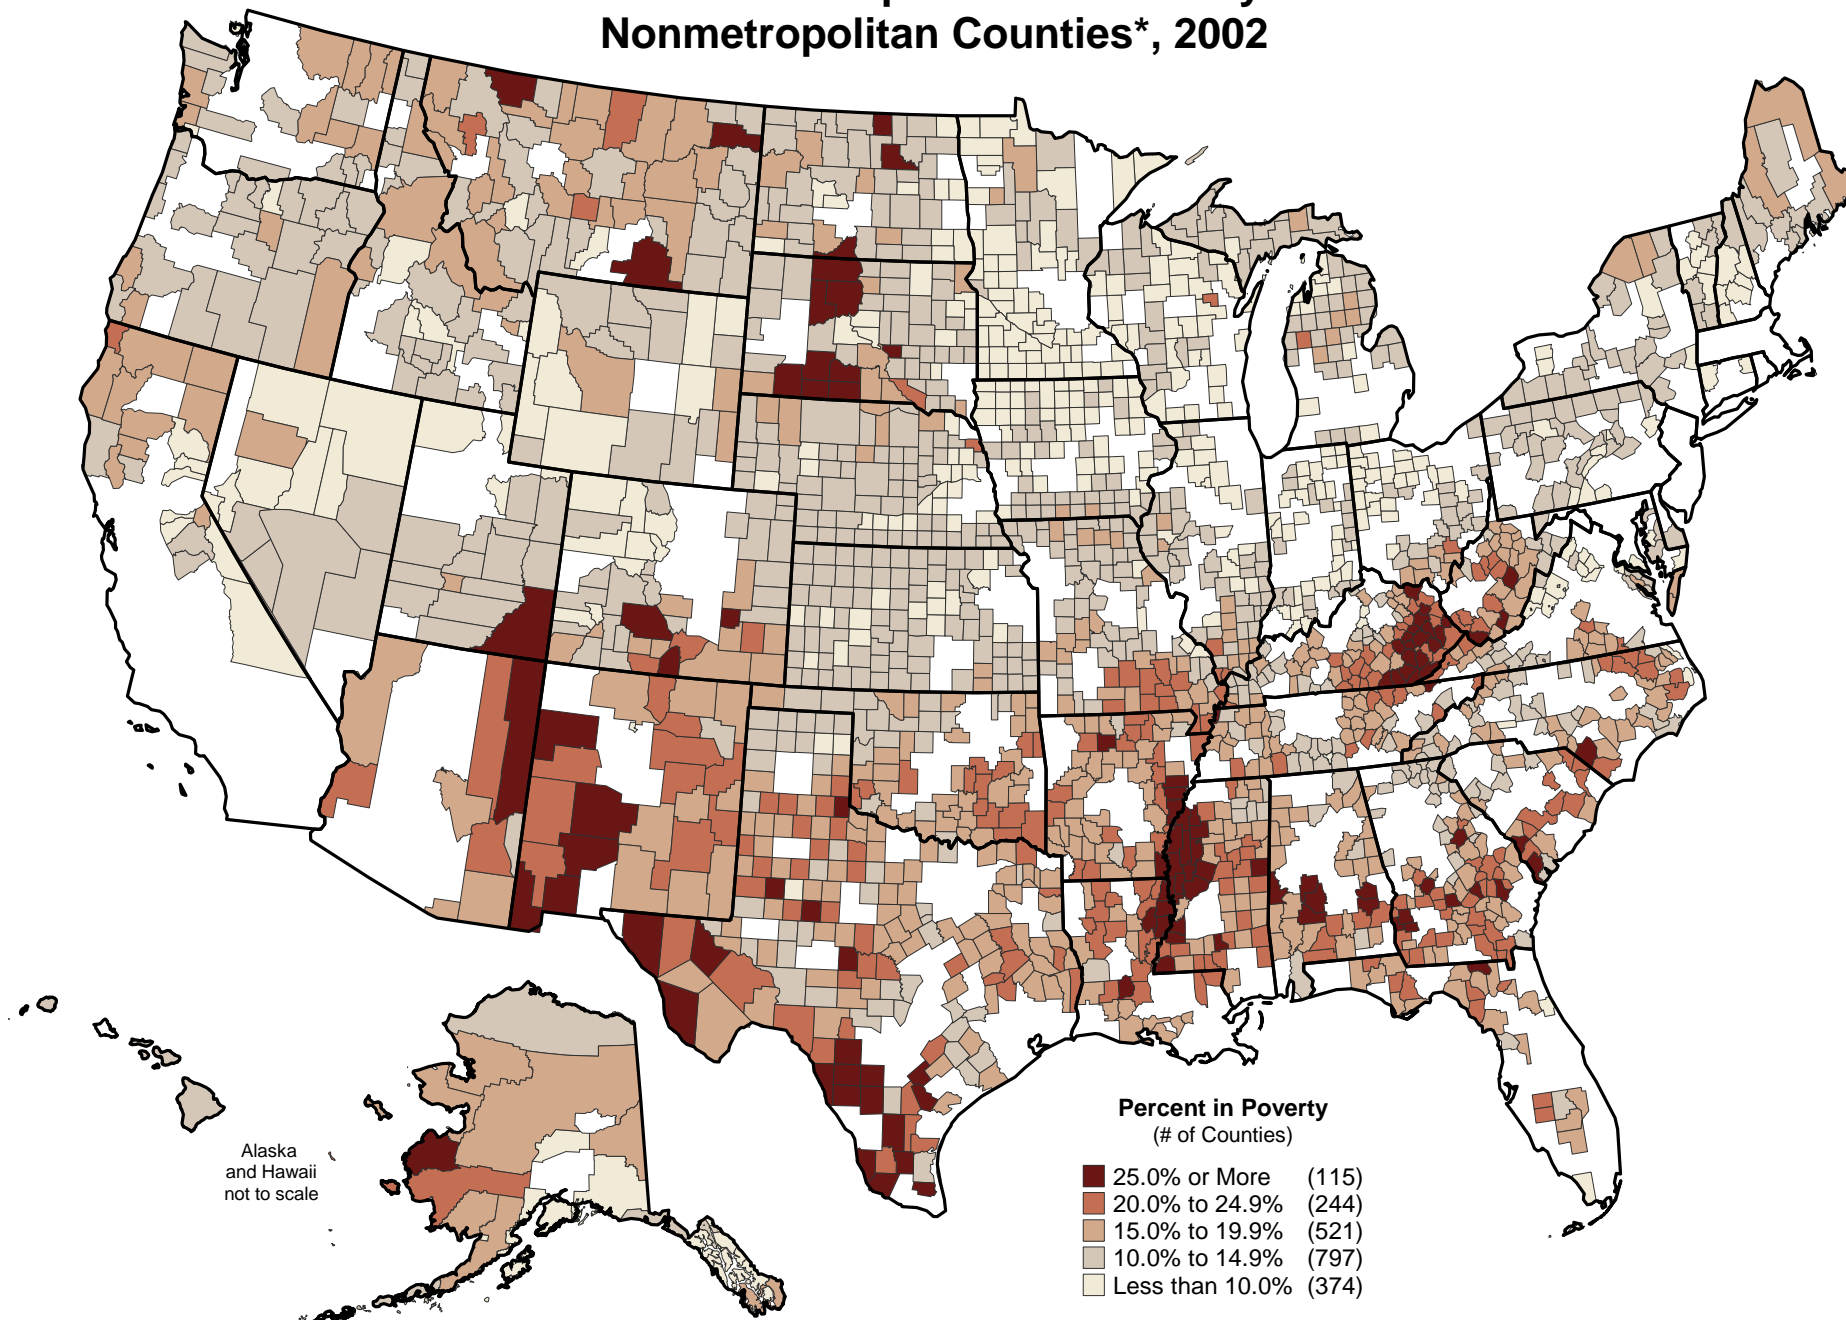 Nonmetropolitan Counties*, 2002
Alaska
and Hawaii
not to scale
Percent in Poverty
(# of Counties)
25.0% or More (115)
20.0% to 24.9% (244)
15.0% to 19.9% (521)
10.0% to 14.9% (797)
Less than 10.0% (374)